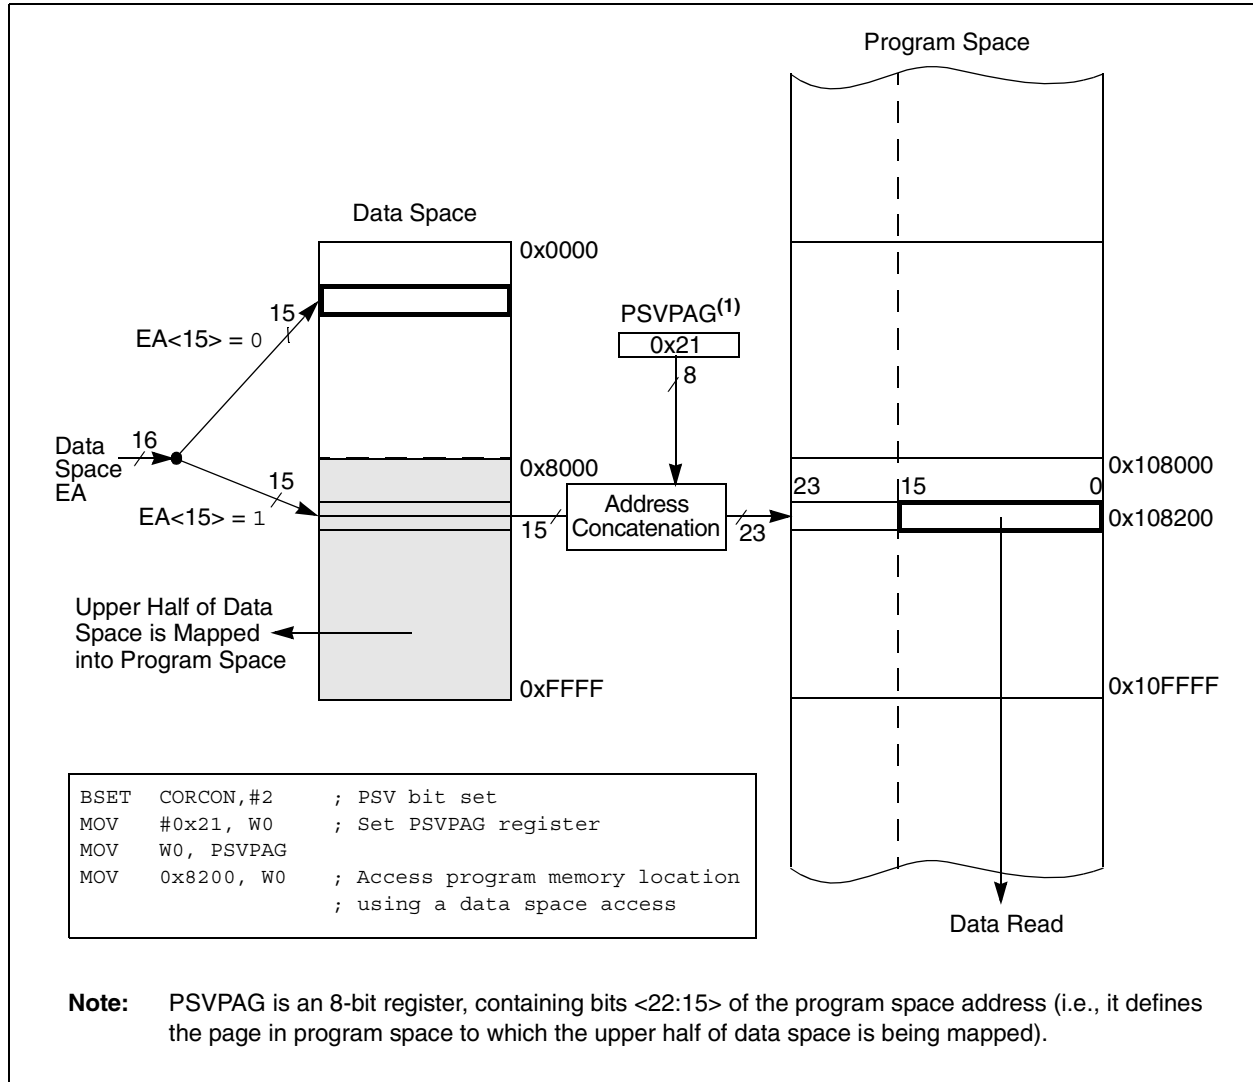 Program Space
Data Space
0x0000
15
EA<15> = 0
PSVPAG(1)
0x21
8
16
Data
Space
EA
15
EA<15> = 1
0x8000
15
Address
Concatenation
23
23
15
0
0x108000
0x108200
Upper Half of Data
Space is Mapped
into Program Space
0xFFFF
0x10FFFF
BSET CORCON,#2 ; PSV bit set
MOV #0x21, W0 ; Set PSVPAG register
MOV W0, PSVPAG
MOV 0x8200, W0 ; Access program memory location
; using a data space access
Data Read
Note: PSVPAG is an 8-bit register, containing bits <22:15> of the program space address (i.e., it defines
the page in program space to which the upper half of data space is being mapped).